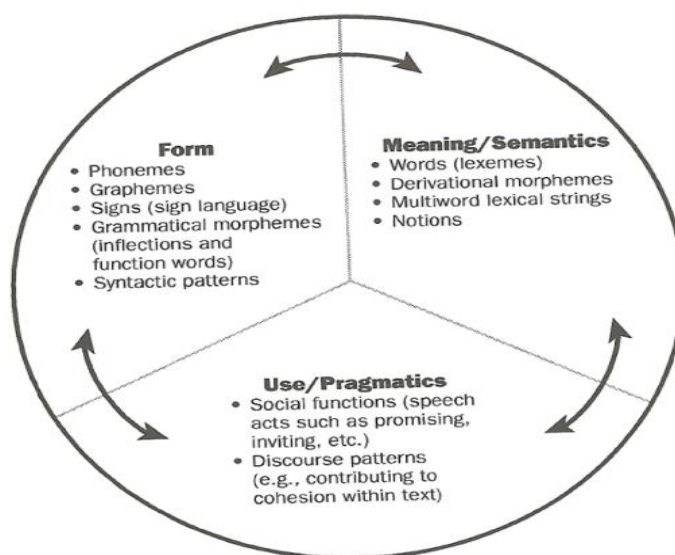 Form
• Phonemes
• Graphemes
• Signs (sign language)
• Grammatical morphemes
(inflections and
function words)
• Syntactic patterns
Meaning/Semantics
• Words (lexemes)
• Derivational morphemes
• Multiword lexical strings
• Notions
Use/Pragmatics
• Social functions (speech
acts such as promising,
inviting, etc.)
• Discourse patterns
(e.g., contributing to
cohesion within text)